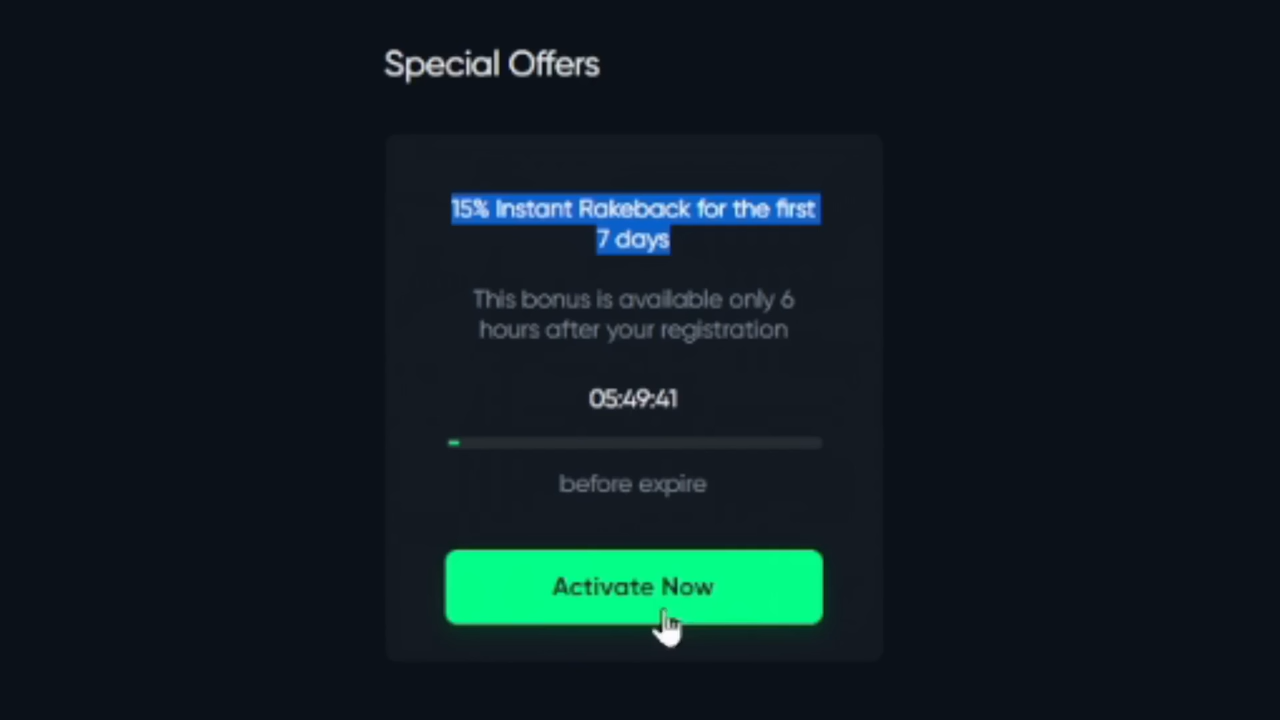 Special Offers
15% Instant Rakeback for the first
7 days
This bonus is available only 6
hours after your registration
05:49:41
before expire
Activate Now